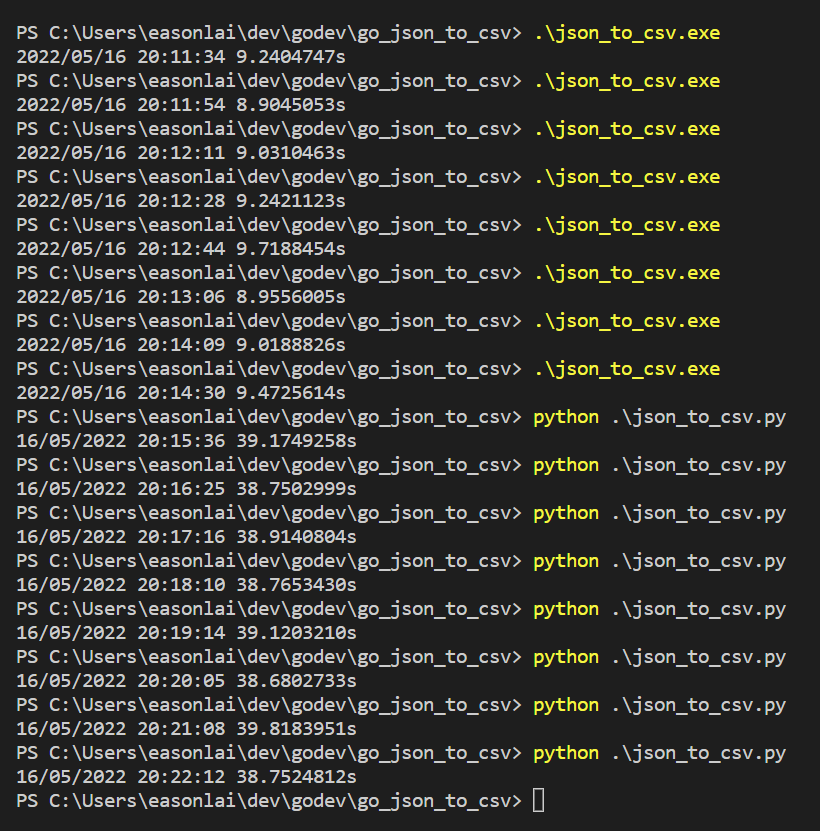 PS C:\Users\easonlai\dev\godev\go_json_to_csv> .\json_to_csv.exe
2022/05/16 20:11:34 9.2404747s
PS C:\Users\easonlai\dev\godev\go_json_to_csv> .\json_to_csv.exe
2022/05/16 20:11:54 8.9045053s
PS C:\Users\easonlai\dev\godev\go_json_to_csv> .\json_to_csv.exe
2022/05/16 20:12:11 9.0310463s
PS C:\Users\easonlai\dev\godev\go_json_to_csv> .\json_to_csv.exe
2022/05/16 20:12:28 9.2421123s
PS C:\Users\easonlai\dev\godev\go_json_to_csv> .\json_to_csv.exe
2022/05/16 20:12:44 9.7188454s
PS C:\Users\easonlai\dev\godev\go_json_to_csv> .\json_to_csv.exe
2022/05/16 20:13:06 8.9556005s
PS C:\Users\easonlai\dev\godev\go_json_to_csv> .\json_to_csv.exe
2022/05/16 20:14:09 9.0188826s
PS C:\Users\easonlai\dev\godev\go_json_to_csv> .\json_to_csv.exe
2022/05/16 20:14:30 9.4725614s
PS C:\Users\easonlai\dev\godev\go_json_to_csv> python .\json_to_csv.py
16/05/2022 20:15:36 39.1749258s
PS C:\Users\easonlai\dev\godev\go_json_to_csv> python .\json_to_csv.py
16/05/2022 20:16:25 38.7502999s
PS C:\Users\easonlai\dev\godev\go_json_to_csv> python .\json_to_csv.py
16/05/2022 20:17:16 38.9140804s
PS C:\Users\easonlai\dev\godev\go_json_to_csv> python .\json_to_csv.py
16/05/2022 20:18:10 38.7653430s
PS C:\Users\easonlai\dev\godev\go_json_to_csv> python .\json_to_csv.py
16/05/2022 20:19:14 39.1203210s
PS C:\Users\easonlai\dev\godev\go_json_to_csv> python .\json_to_csv.py
16/05/2022 20:20:05 38.6802733s
PS C:\Users\easonlai\dev\godev\go_json_to_csv> python .\json_to_csv.py
16/05/2022 20:21:08 39.8183951s
PS C:\Users\easonlai\dev\godev\go_json_to_csv> python .\json_to_csv.py
16/05/2022 20:22:12 38.7524812s
PS C:\Users\easonlai\dev\godev\go_json_to_csv>